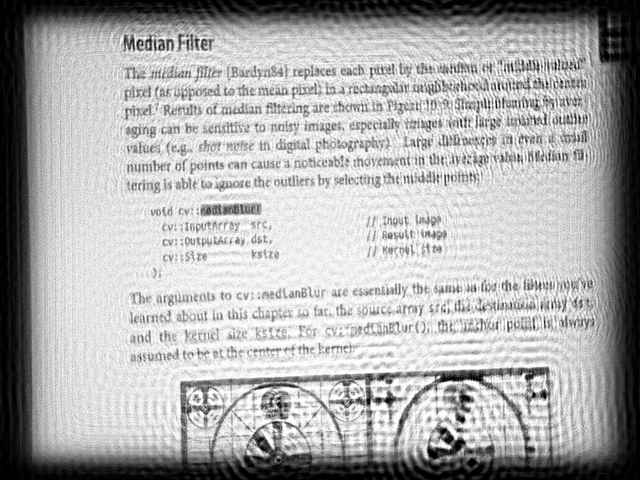 Median Filter
The median filter [Bardyn84] replaces each pixel by the median or "middle-valued"
pixel (as opposed to the mean pixel) in a rectangular neighborhood around the center
pixel.⁷ Results of median filtering are shown in Figure 10-9. Simple blurring by aver-
aging can be sensitive to noisy images, especially images with large isolated outlier
values (e.g., shot noise in digital photography). Large differences in even a small
number of points can cause a noticeable movement in the average value. Median fil-
tering is able to ignore the outliers by selecting the middle points.
void cv::medianBlur(
cv::InputArray src, // Input image
cv::OutputArray dst, // Result image
cv::Size ksize // Kernel size
);
The arguments to cv::medianBlur are essentially the same as for the filters you've
learned about in this chapter so far, the source array src, the destination array dst,
and the kernel size ksize. For cv::medianBlur(), the anchor point is always
assumed to be at the center of the kernel.